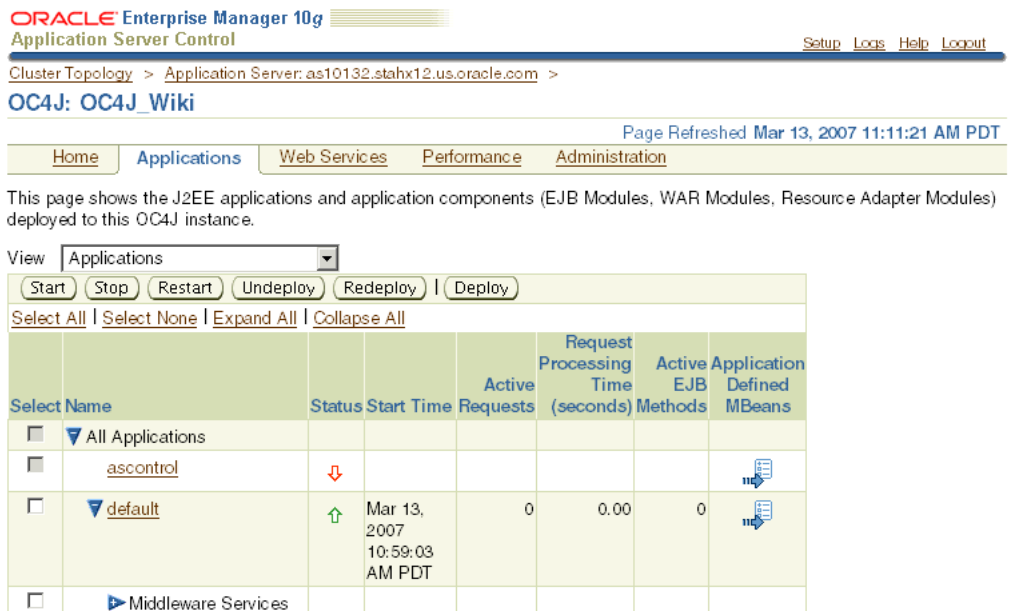 ORACLE Enterprise Manager 10g
Application Server Control
Setup Logs Help Logout
Cluster Topology > Application Server: as10132.stahx12.us.oracle.com >
OC4J: OC4J_Wiki
Page Refreshed Mar 13, 2007 11:11:21 AM PDT
Home Applications Web Services Performance Administration
This page shows the J2EE applications and application components (EJB Modules, WAR Modules, Resource Adapter Modules)
deployed to this OC4J instance.
View Applications
Start Stop Restart Undeploy Redeploy | Deploy
Select All | Select None | Expand All | Collapse All
Select Name Status Start Time Active Requests Request Processing Time (seconds) Active EJB Methods Application Defined MBeans
All Applications
ascontrol
default Mar 13, 2007 10:59:03 AM PDT 0 0.00 0
Middleware Services